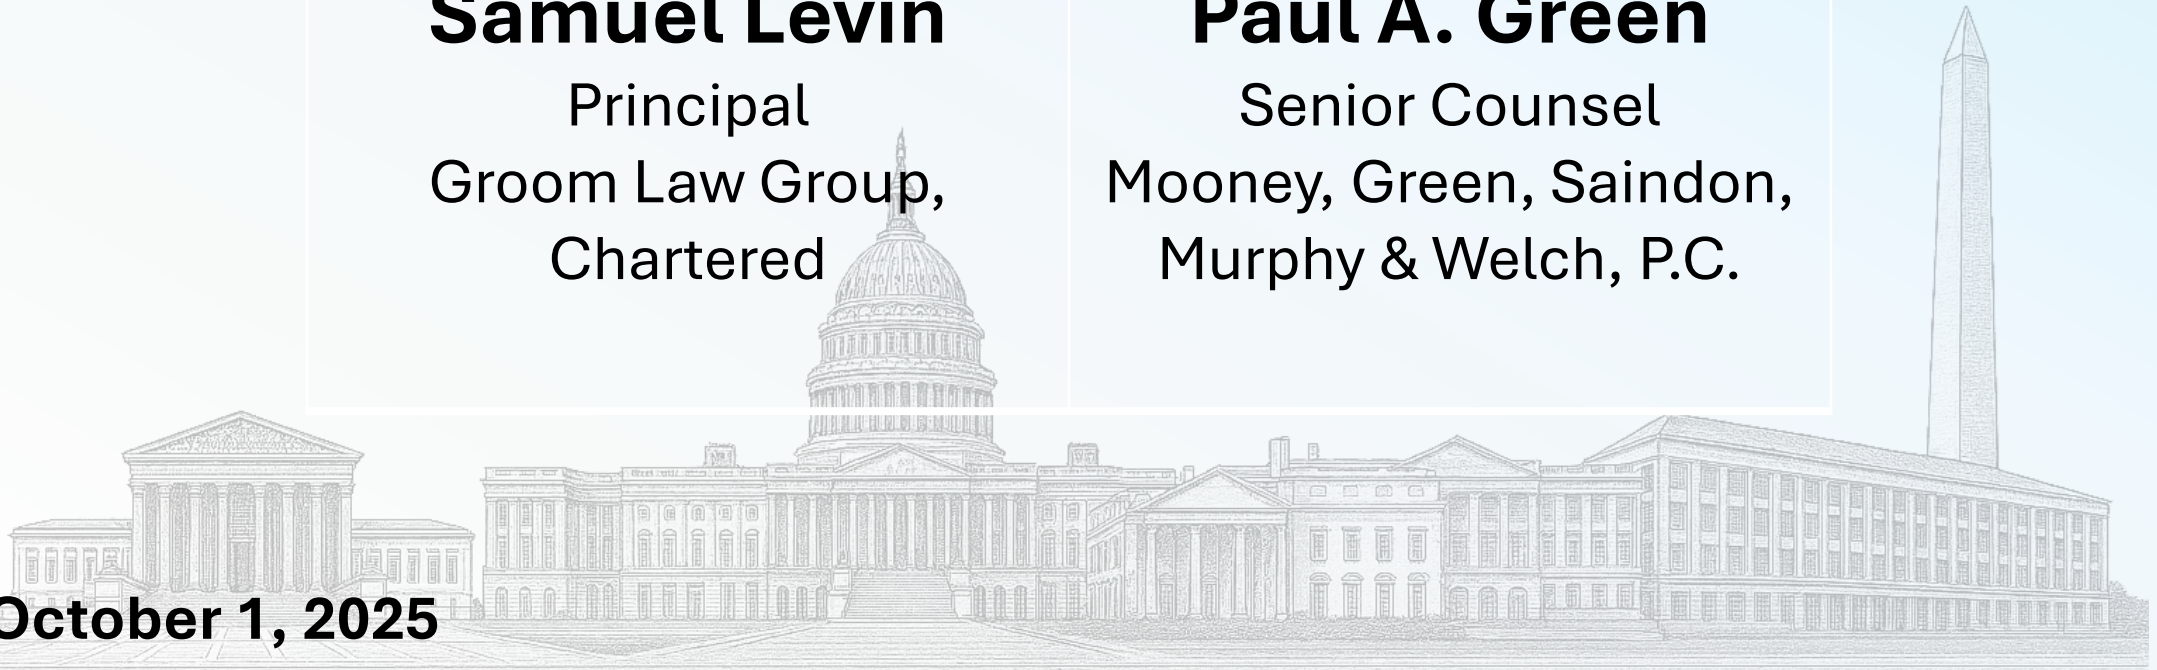 Samuel Levin
Principal
Groom Law Group,
Chartered
Paul A. Green
Senior Counsel
Mooney, Green, Saindon,
Murphy & Welch, P.C.
October 1, 2025